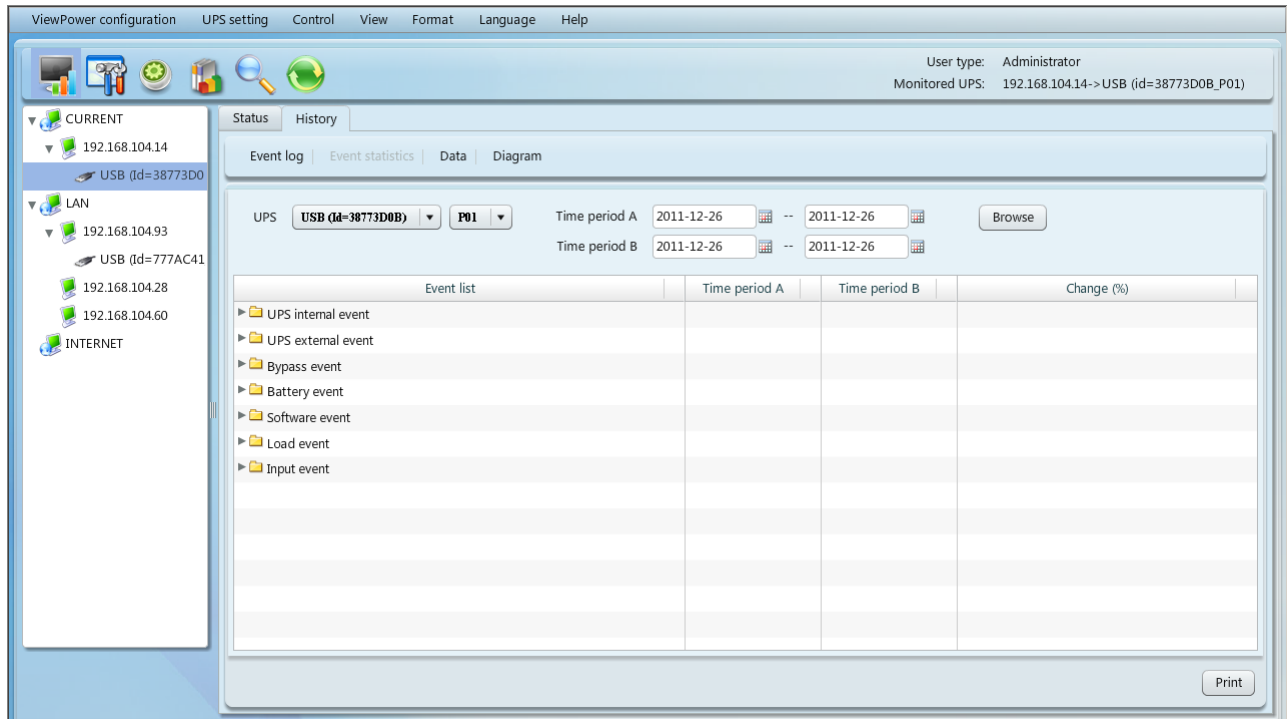 ViewPower configuration UPS setting Control View Format Language Help
User type: Administrator
Monitored UPS: 192.168.104.14->USB (id=38773D0B_P01)
CURRENT
192.168.104.14
USB (Id=38773D0
LAN
192.168.104.93
USB (Id=777AC41
192.168.104.28
192.168.104.60
INTERNET
Status History
Event log Event statistics Data Diagram
UPS USB (Id=38773D0B) P01 Time period A 2011-12-26 -- 2011-12-26 Browse
Time period B 2011-12-26 -- 2011-12-26
Event list Time period A Time period B Change (%)
UPS internal event
UPS external event
Bypass event
Battery event
Software event
Load event
Input event
Print